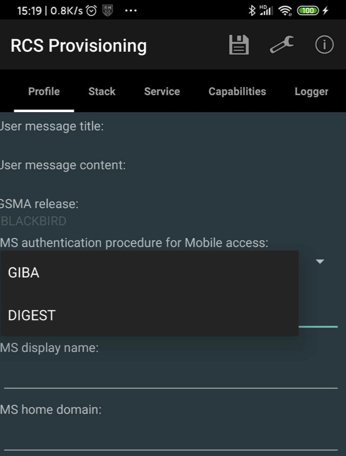 15:19 | 0.8K/s
HD
100
RCS Provisioning
Profile
Stack
Service
Capabilities
Logger
User message title:
User message content:
GSMA release:
BLACKBIRD
MS authentication procedure for Mobile access:
GIBA
DIGEST
MS display name:
MS home domain: